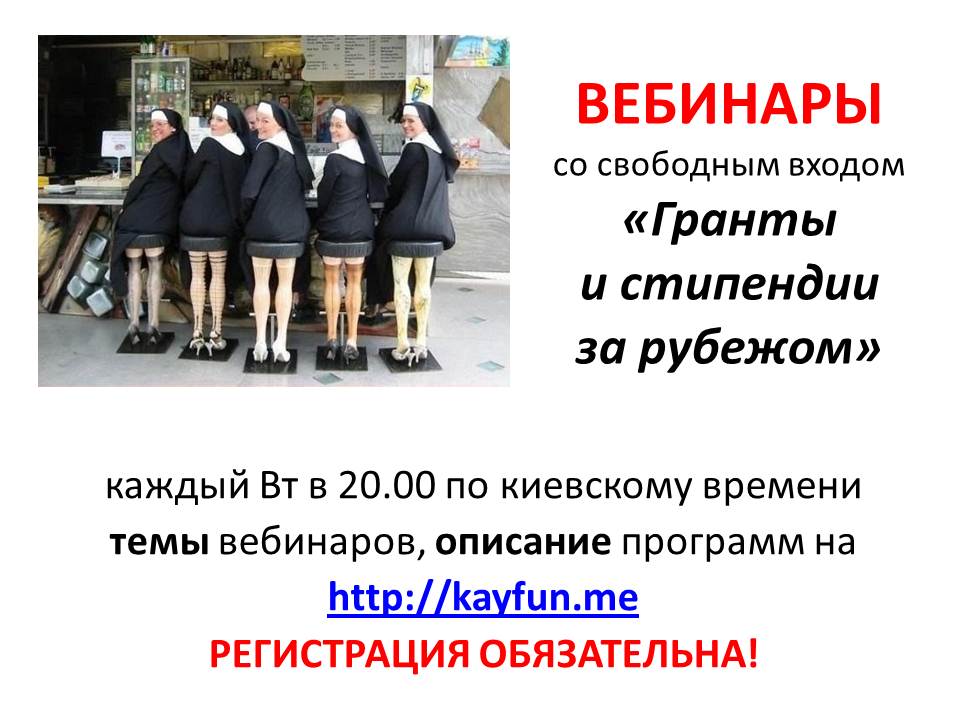 ВЕБИНАРЫ
со свободным входом
«Гранты
и стипендии
за рубежом»
каждый Вт в 20.00 по киевскому времени
темы вебинаров, описание программ на
http://kayfun.me
РЕГИСТРАЦИЯ ОБЯЗАТЕЛЬНА!